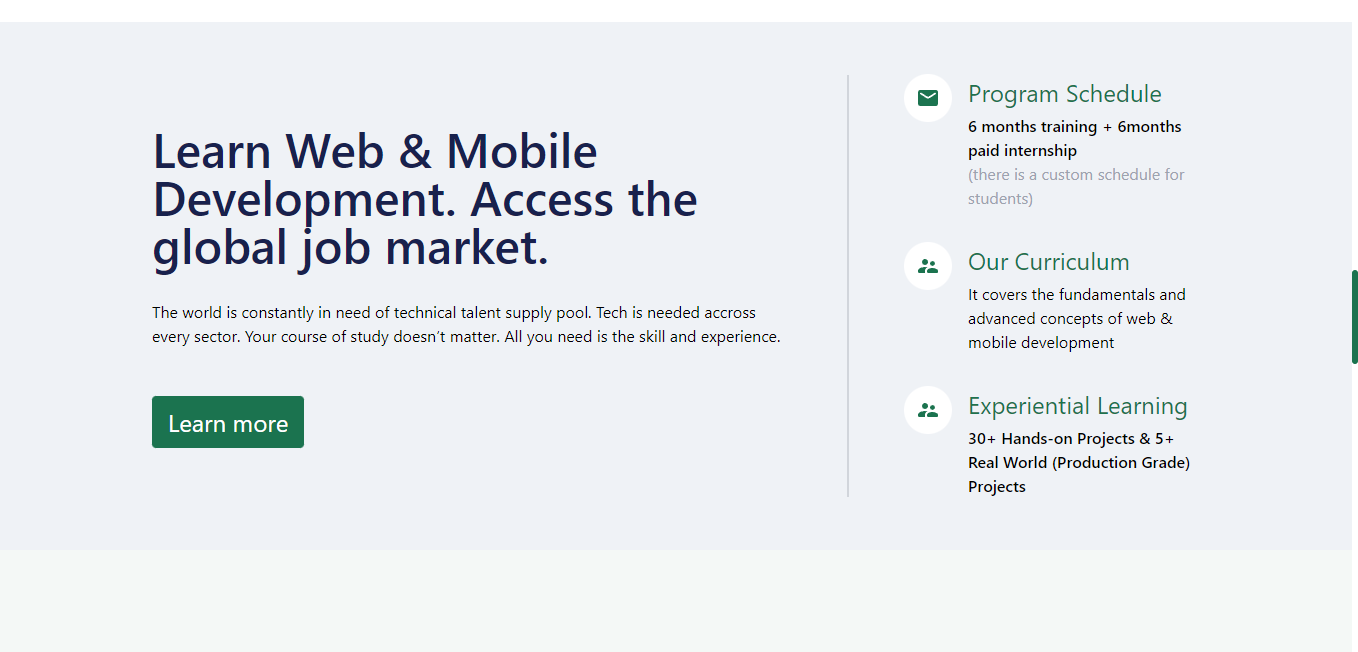 Learn Web & Mobile
Development. Access the
global job market.
The world is constantly in need of technical talent supply pool. Tech is needed accross
every sector. Your course of study doesn’t matter. All you need is the skill and experience.
Learn more
Program Schedule
6 months training + 6months
paid internship
(there is a custom schedule for
students)
Our Curriculum
It covers the fundamentals and
advanced concepts of web &
mobile development
Experiential Learning
30+ Hands-on Projects & 5+
Real World (Production Grade)
Projects